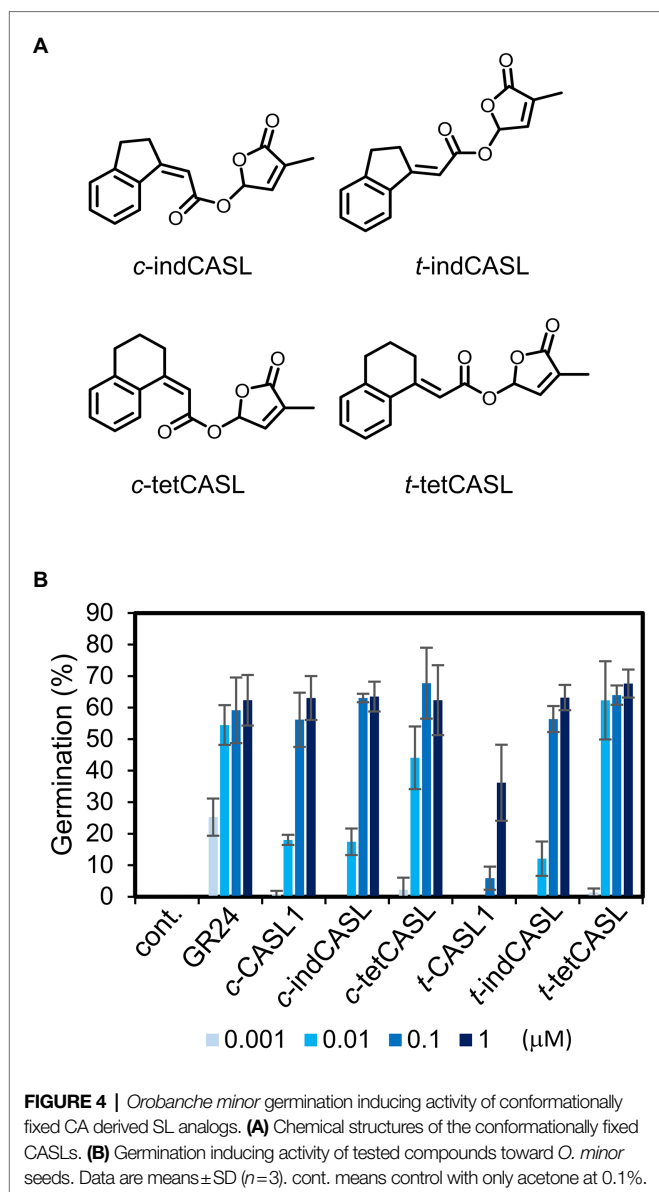 A
O
O
O
O
O
O
O
O
c-indCASL
t-indCASL
O
O
O
O
O
O
O
O
c-tetCASL
t-tetCASL
B
Germination (%)
90
80
70
60
50
40
30
20
10
0
cont.
GR24
c-CASL1
c-indCASL
c-tetCASL
t-CASL1
t-indCASL
t-tetCASL
0.001 0.01 0.1 1 (μM)
FIGURE 4 | Orobanche minor germination inducing activity of conformationally
fixed CA derived SL analogs. (A) Chemical structures of the conformationally fixed
CASLs. (B) Germination inducing activity of tested compounds toward O. minor
seeds. Data are means±SD (n=3). cont. means control with only acetone at 0.1%.